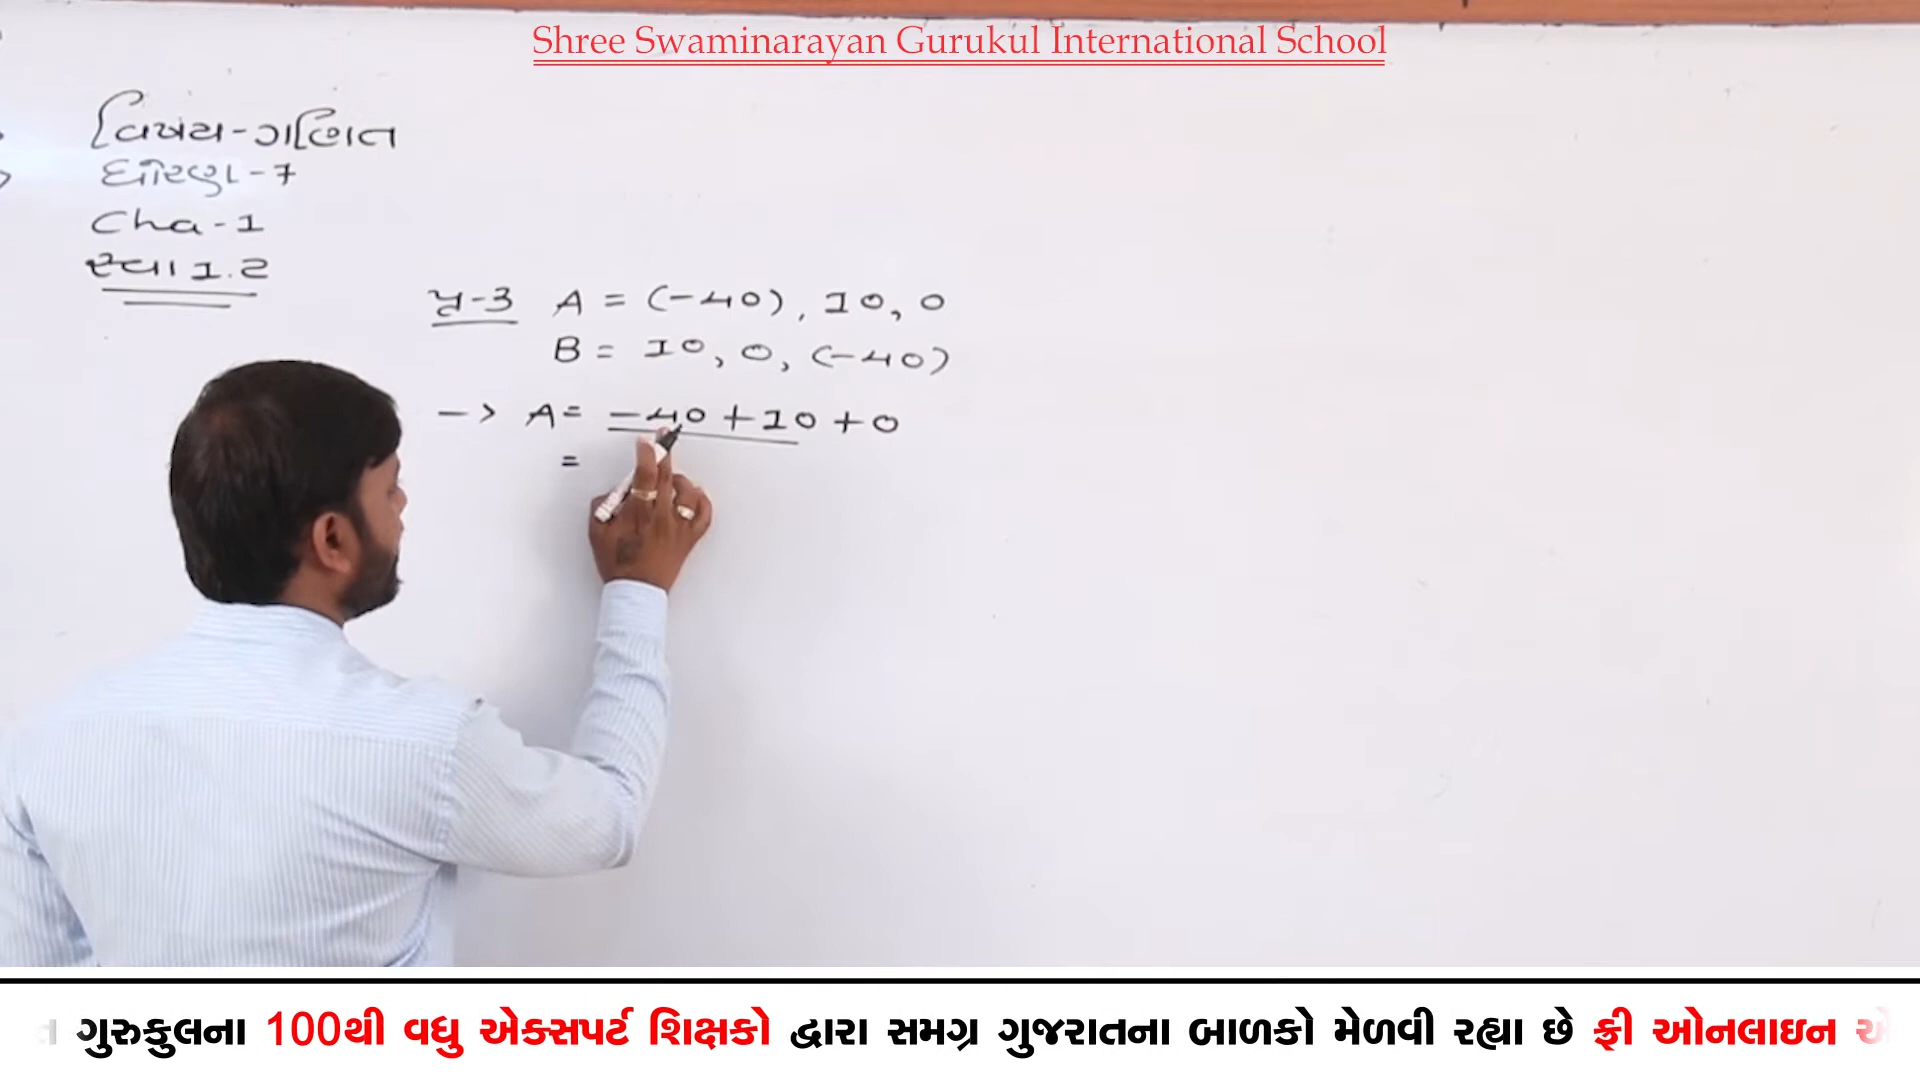 Shree Swaminarayan Gurukul International School
વિષય-ગણિત
ધોરણ-7
Cha-1
સ્વા 1.2
પ્ર-3 A = (-40), 10, 0
B = 10, 0, (-40)
-> A = -40 + 10 + 0
=
ગુરુકુલના 100થી વધુ એક્સપર્ટ શિક્ષકો દ્વારા સમગ્ર ગુજરાતના બાળકો મેળવી રહ્યા છે ફ્રી ઓનલાઇન